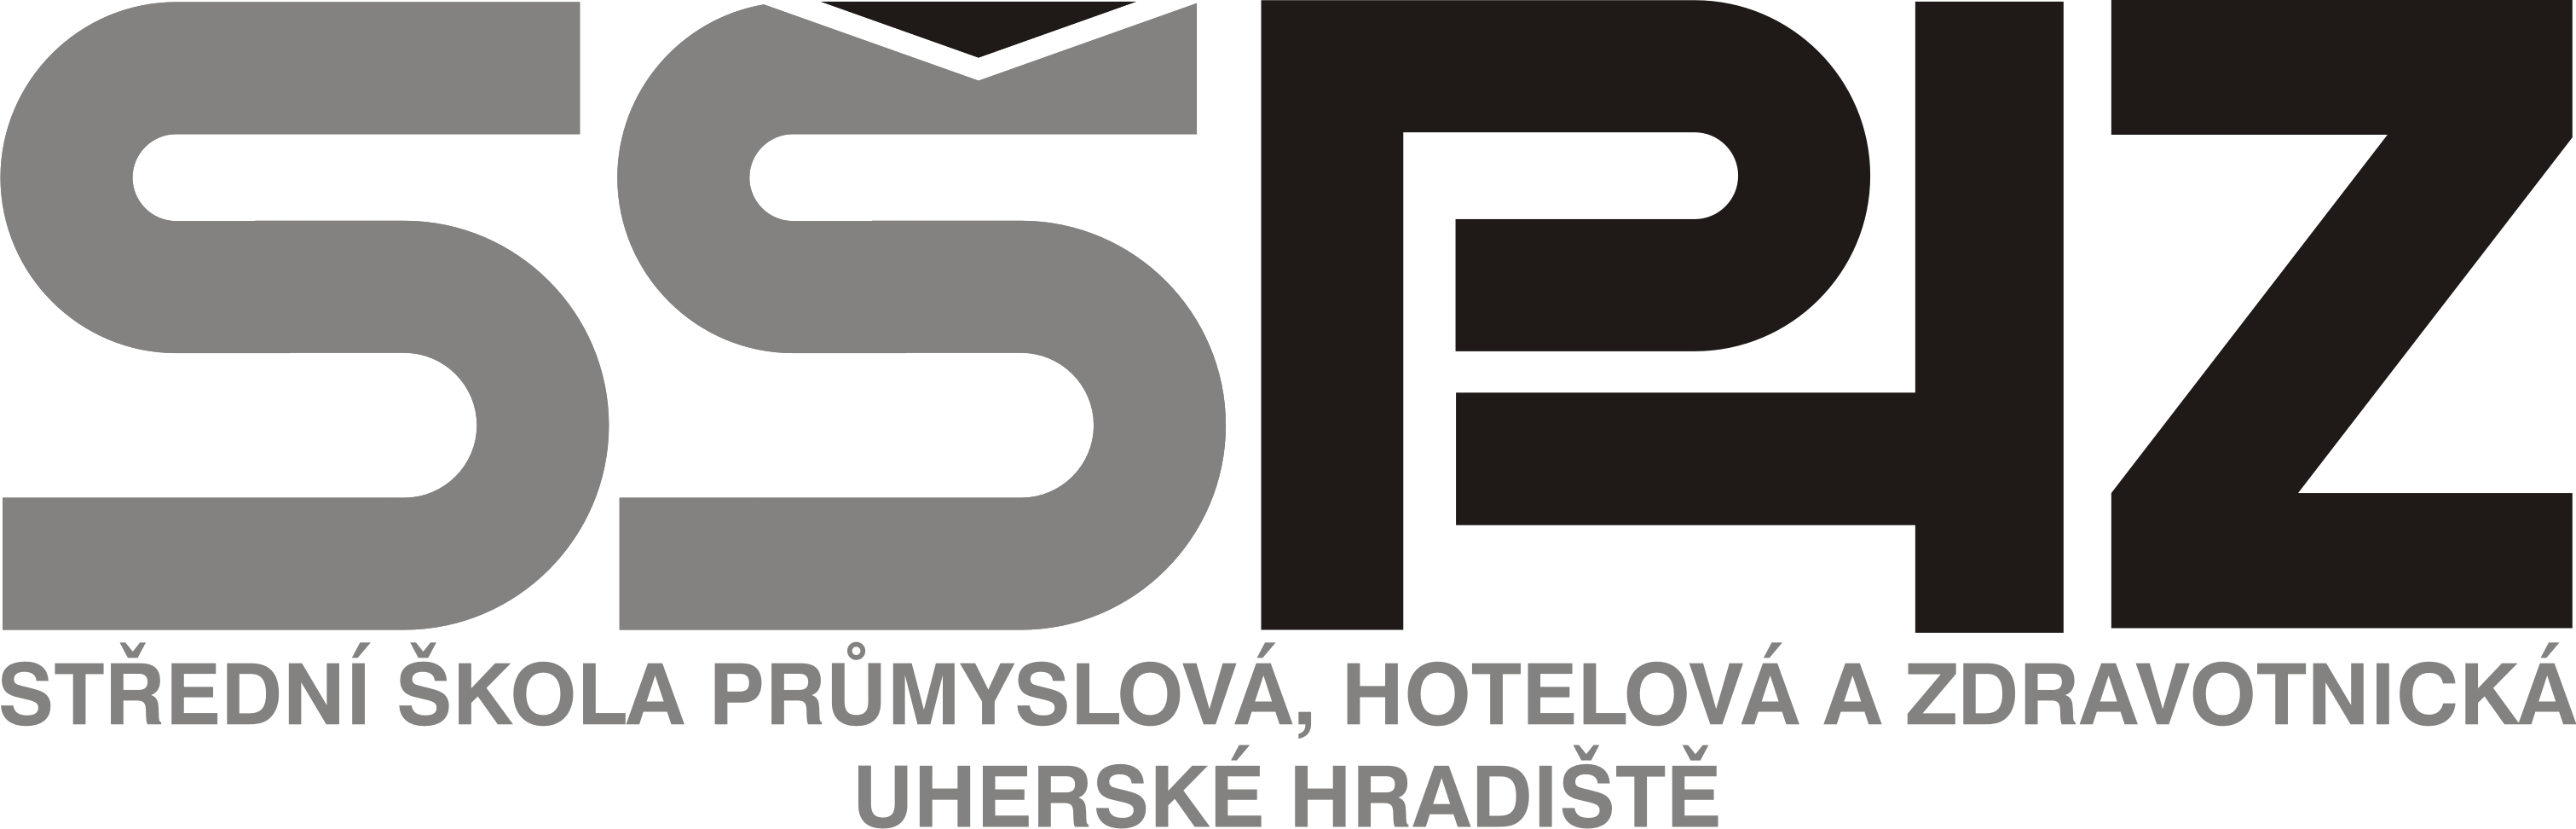 SŠPHZ
STŘEDNÍ ŠKOLA PRŮMYSLOVÁ, HOTELOVÁ A ZDRAVOTNICKÁ
UHERSKÉ HRADIŠTĚ